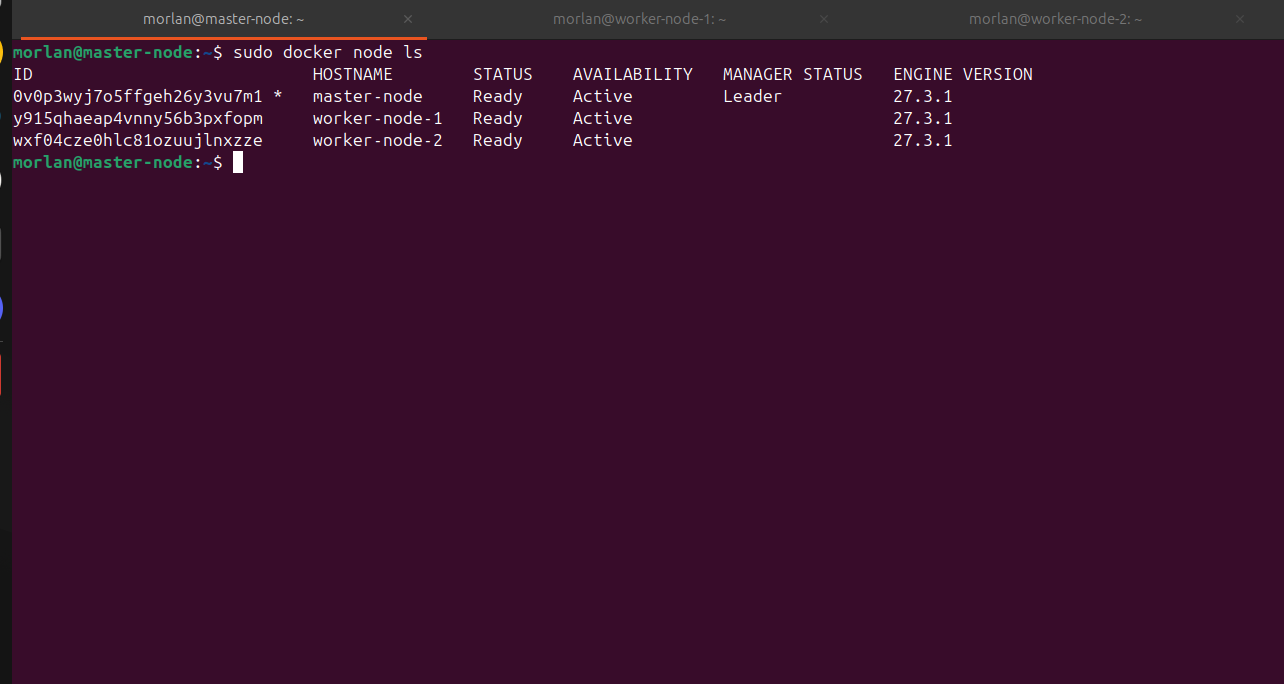 morlan@master-node: ~ × morlan@worker-node-1: ~ × morlan@worker-node-2: ~ ×
morlan@master-node:~$ sudo docker node ls
ID                            HOSTNAME        STATUS    AVAILABILITY   MANAGER STATUS   ENGINE VERSION
0v0p3wyj7o5ffgeh26y3vu7m1 *   master-node     Ready     Active         Leader           27.3.1
y915qhaeap4vnny56b3pxfopm     worker-node-1   Ready     Active                          27.3.1
wxf04cze0hlc81ozuujlnxzze     worker-node-2   Ready     Active                          27.3.1
morlan@master-node:~$